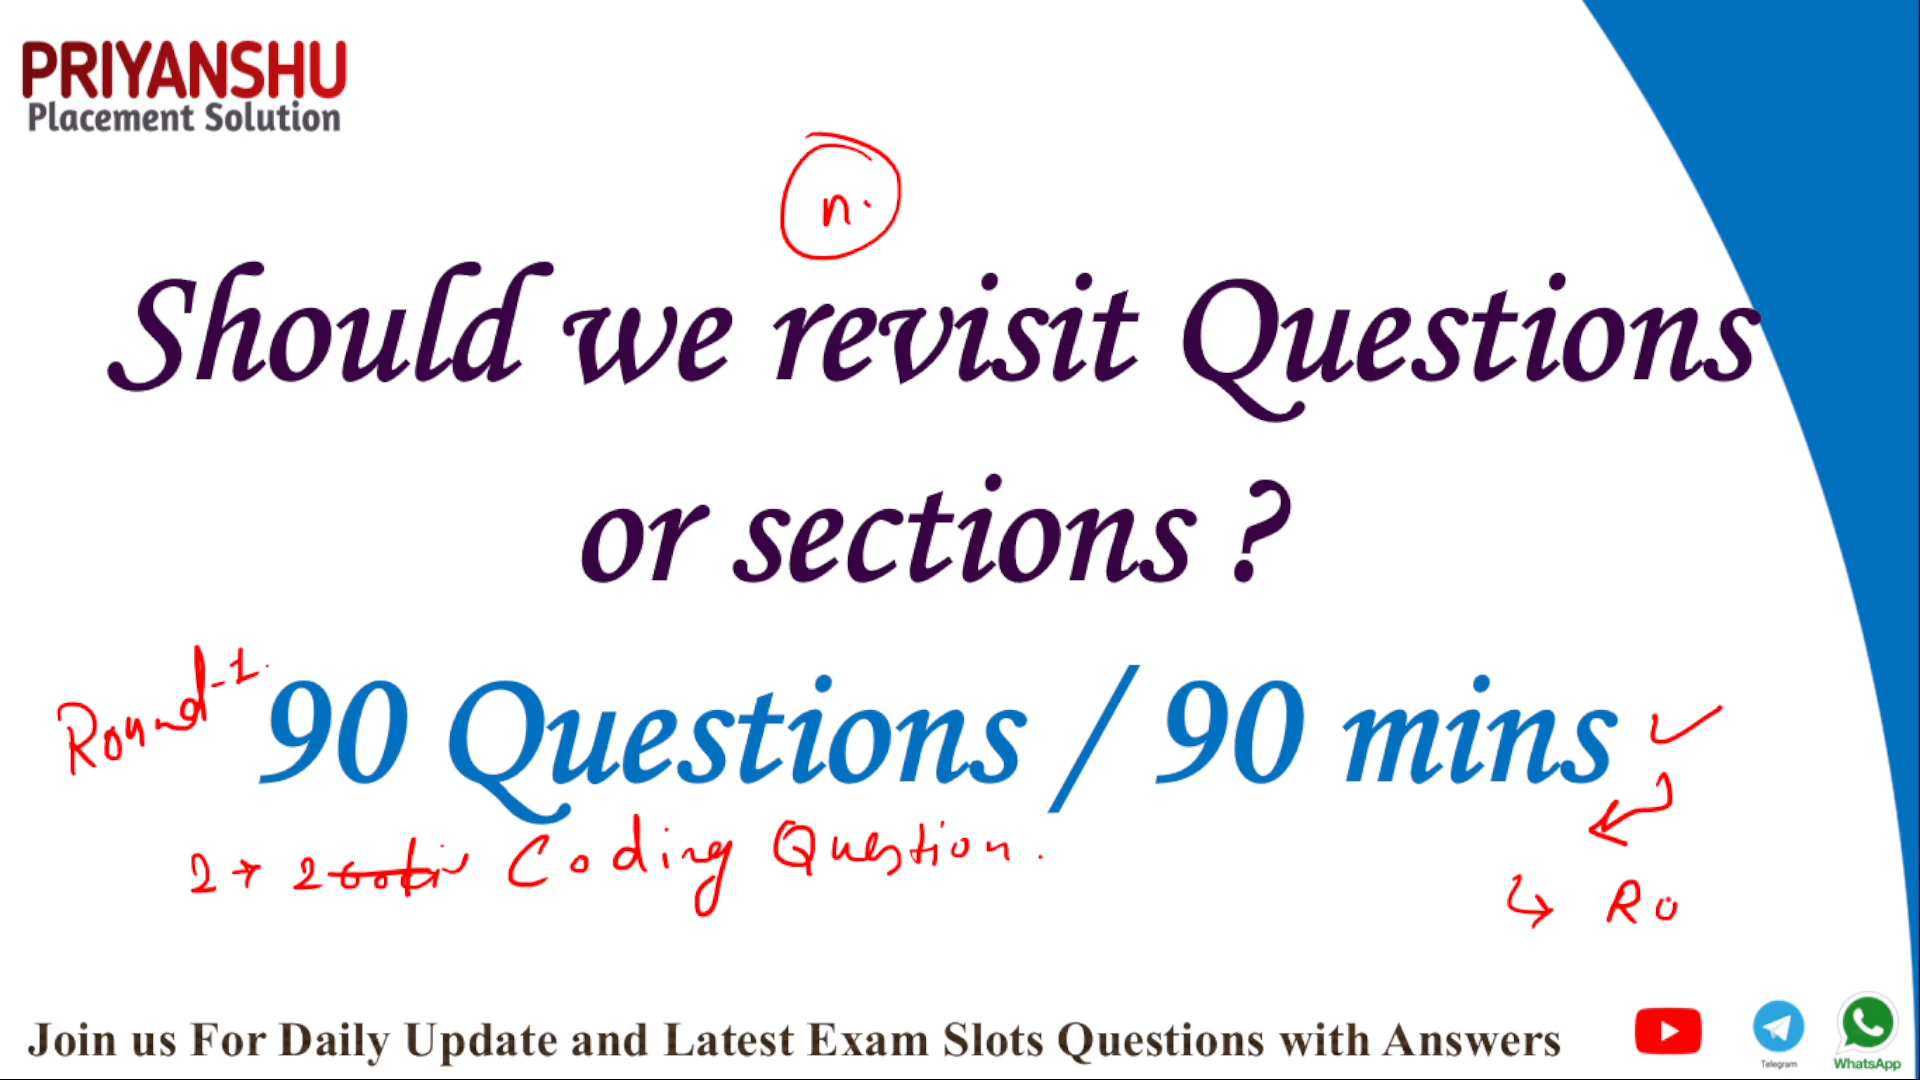 PRIYANSHU
Placement Solution
n.
Should we revisit Questions
or sections ?
Round-1.
90 Questions / 90 mins
2 → 2 Coding Question.
↳ Ro
Join us For Daily Update and Latest Exam Slots Questions with Answers
Telegram
WhatsApp